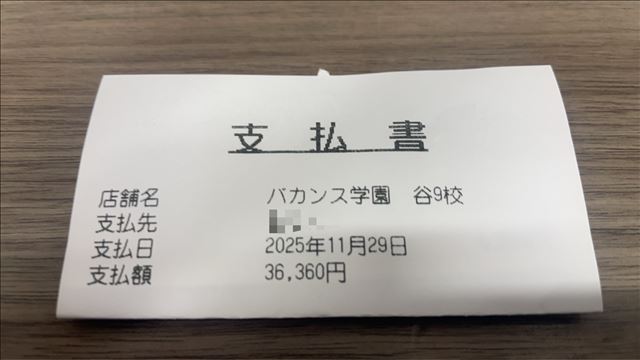 支払書
店舗名 バカンス学園 谷9校
支払先
支払日 2025年11月29日
支払額 36,360円